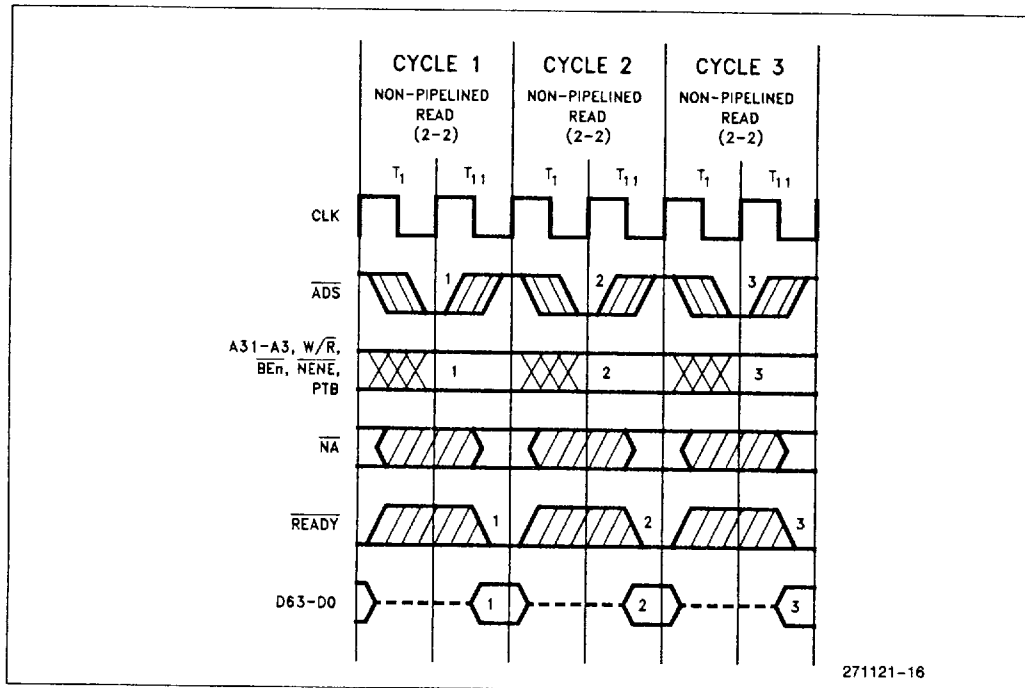 CYCLE 1 CYCLE 2 CYCLE 3
NON-PIPELINED NON-PIPELINED NON-PIPELINED
READ READ READ
(2-2) (2-2) (2-2)
T1 T11 T1 T11 T1 T11
CLK
ADS 1 2 3
A31-A3, W/R,
BEn, NENE, 1 2 3
PTB
NA
READY 1 2 3
D63-D0 1 2 3
271121-16